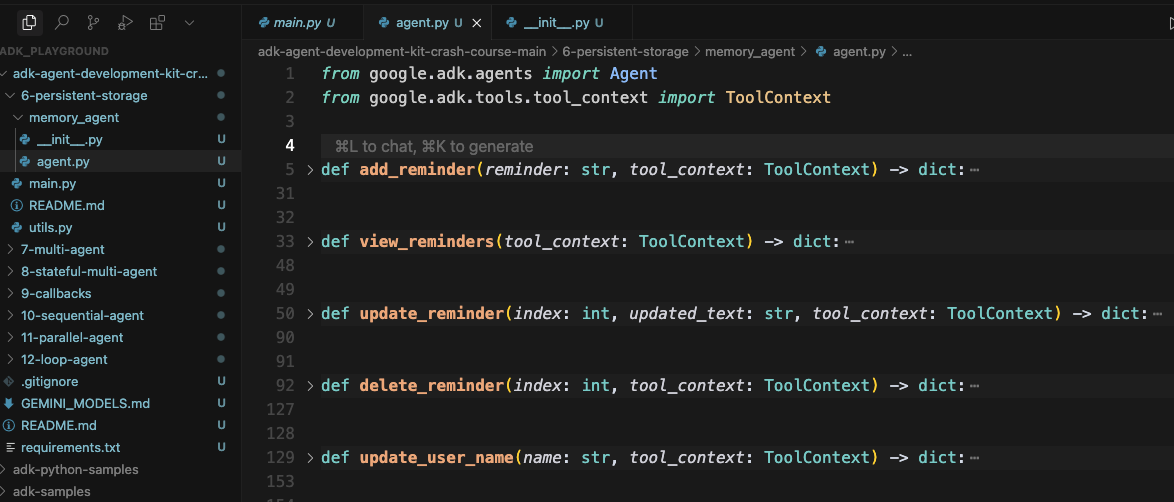 main.py U
agent.py U
__init__.py U
ADK_PLAYGROUND
adk-agent-development-kit-cr...
6-persistent-storage
memory_agent
__init__.py U
agent.py U
main.py U
README.md U
utils.py U
7-multi-agent
8-stateful-multi-agent
9-callbacks
10-sequential-agent
11-parallel-agent
12-loop-agent
.gitignore U
GEMINI_MODELS.md U
README.md U
requirements.txt U
adk-python-samples
adk-samples
adk-agent-development-kit-crash-course-main > 6-persistent-storage > memory_agent > agent.py > ...
1 from google.adk.agents import Agent
2 from google.adk.tools.tool_context import ToolContext
3
4 ⌘L to chat, ⌘K to generate
5 def add_reminder(reminder: str, tool_context: ToolContext) -> dict: ⋯
31
32
33 def view_reminders(tool_context: ToolContext) -> dict: ⋯
48
49
50 def update_reminder(index: int, updated_text: str, tool_context: ToolContext) -> dict: ⋯
90
91
92 def delete_reminder(index: int, tool_context: ToolContext) -> dict: ⋯
127
128
129 def update_user_name(name: str, tool_context: ToolContext) -> dict: ⋯
153